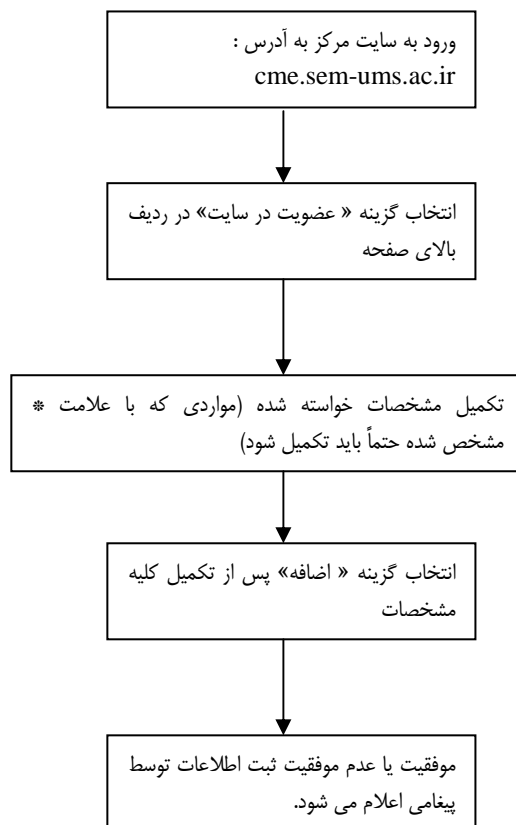 ورود به سایت مرکز به آدرس :
cme.sem-ums.ac.ir
انتخاب گزینه « عضویت در سایت» در ردیف
بالای صفحه
تکمیل مشخصات خواسته شده (مواردی که با علامت *
مشخص شده حتماً باید تکمیل شود)
انتخاب گزینه « اضافه» پس از تکمیل کلیه
مشخصات
موفقیت یا عدم موفقیت ثبت اطلاعات توسط
پیغامی اعلام می شود.